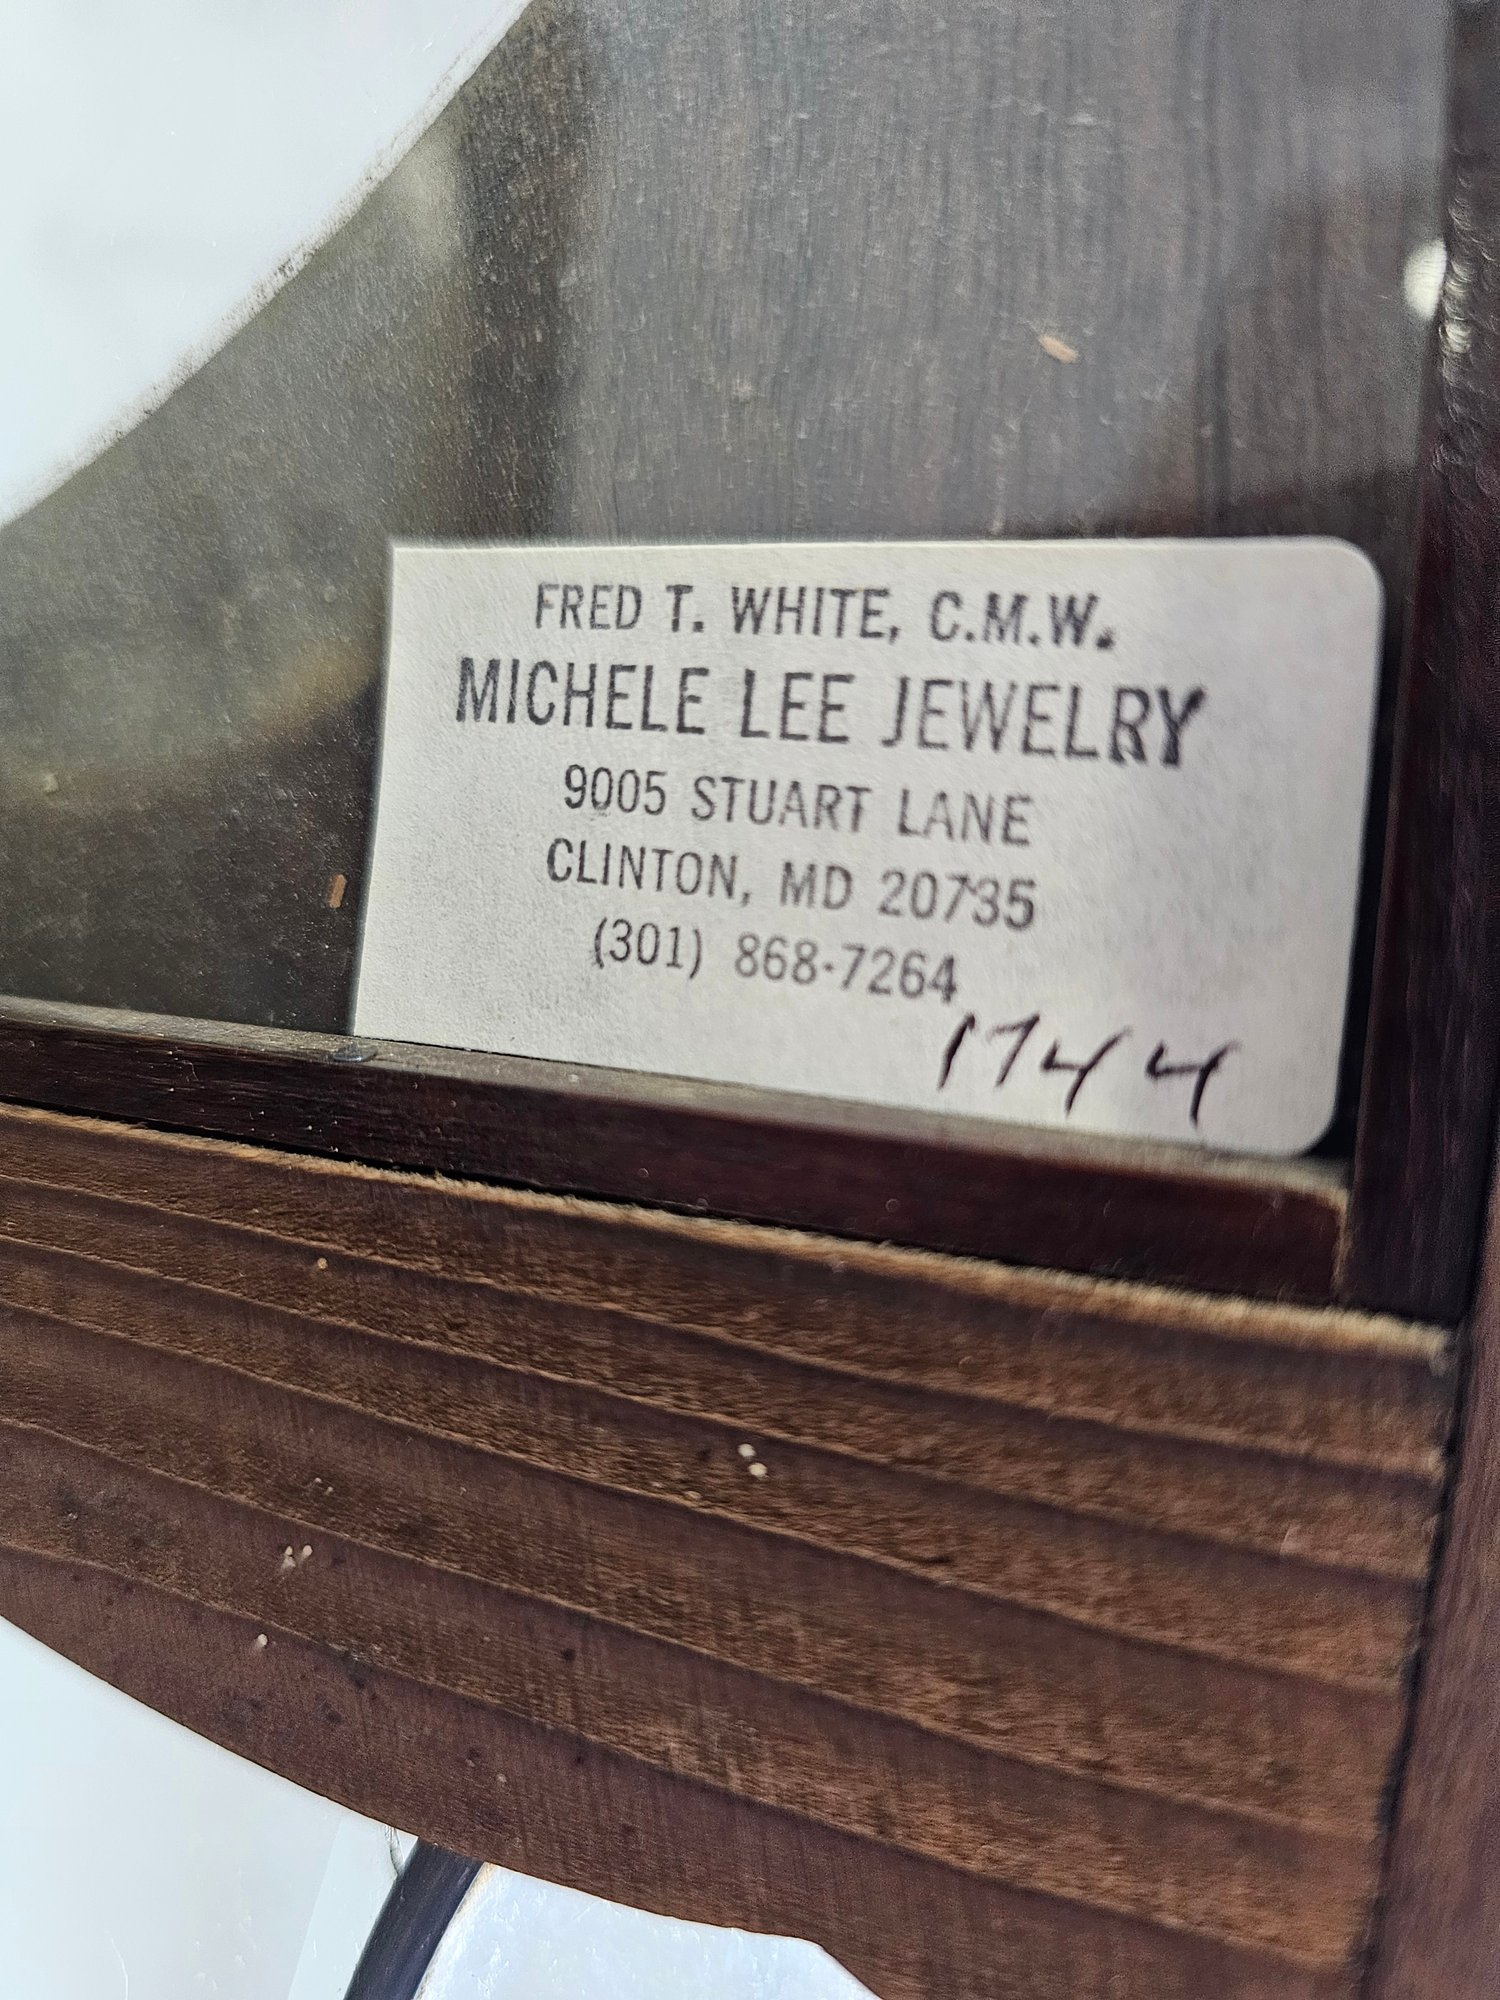 FRED T. WHITE, C.M.W.
MICHELE LEE JEWELRY
9005 STUART LANE
CLINTON, MD 20735
(301) 868-7264
1744